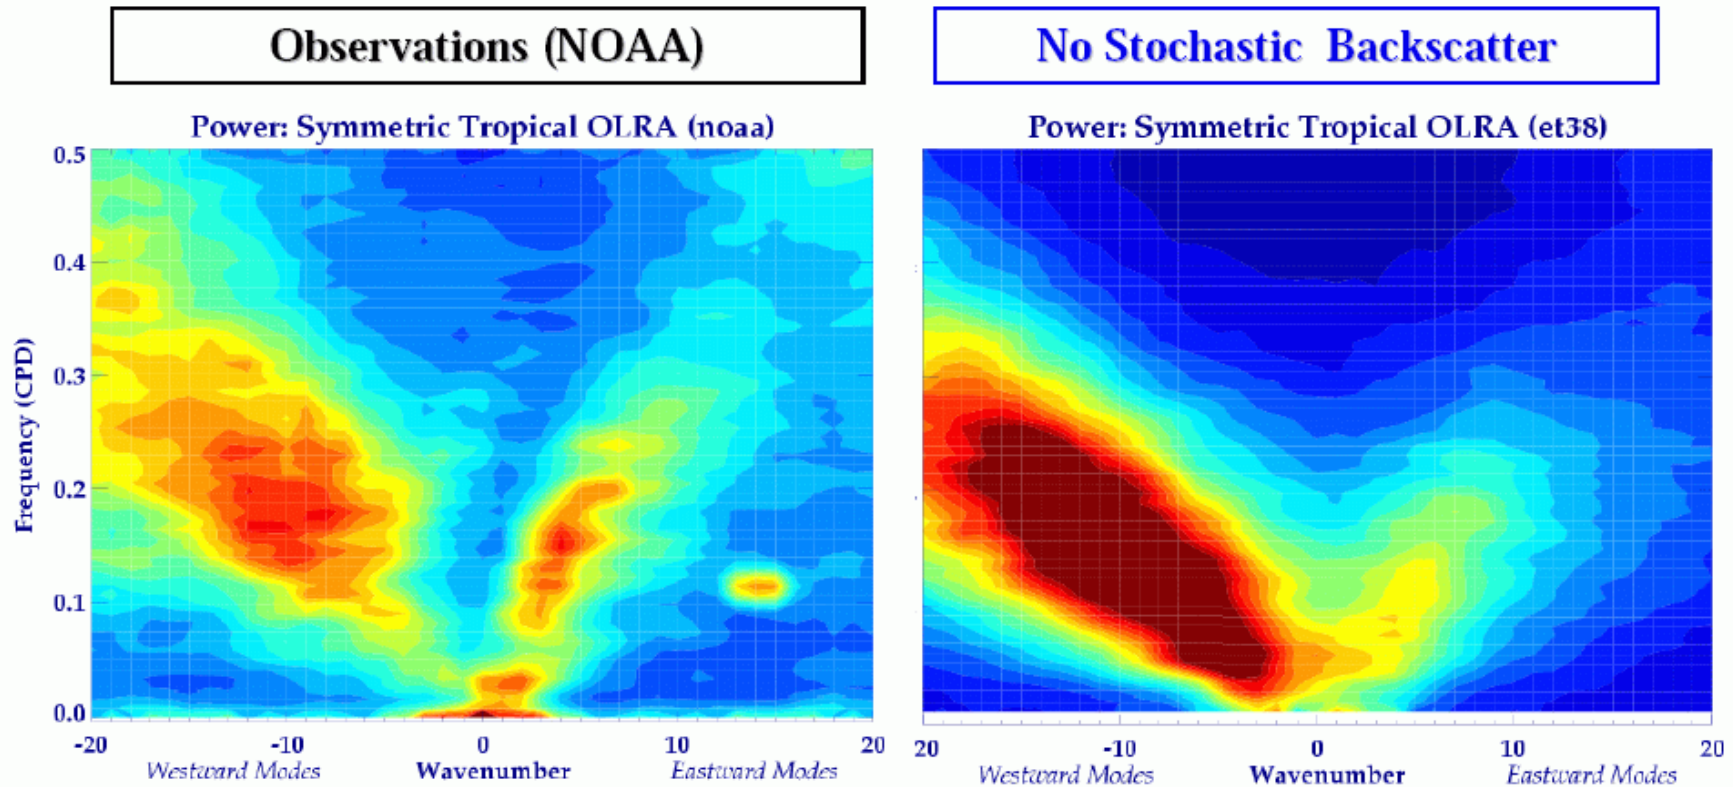 Observations (NOAA)
No Stochastic Backscatter
Power: Symmetric Tropical OLRA (noaa)
Power: Symmetric Tropical OLRA (et38)
0.5
0.4
0.3
0.2
0.1
0.0
Frequency (CPD)
-20 -10 0 10 20
Westward Modes Wavenumber Eastward Modes
20 -10 0 10 20
Westward Modes Wavenumber Eastward Modes